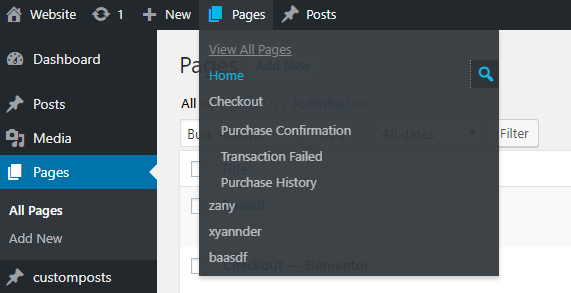 Website 1 New Pages Posts
Dashboard
Posts
Media
Pages
All Pages
Add New
customposts
View All Pages
Home
Checkout
Purchase Confirmation
Transaction Failed
Purchase History
zany
xyannder
baasdf
Pages Add New
All (7) | Published (6)
All dates Filter
Title
baasdf
Checkout — Elementor